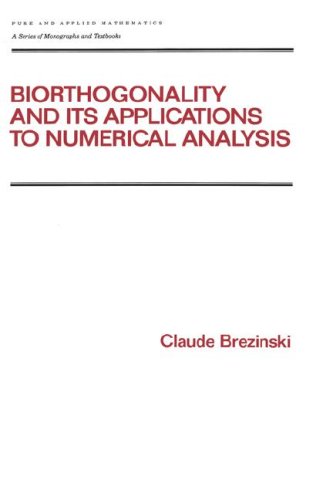 PURE AND APPLIED MATHEMATICS
A Series of Monographs and Textbooks
BIORTHOGONALITY
AND ITS APPLICATIONS
TO NUMERICAL ANALYSIS
Claude Brezinski